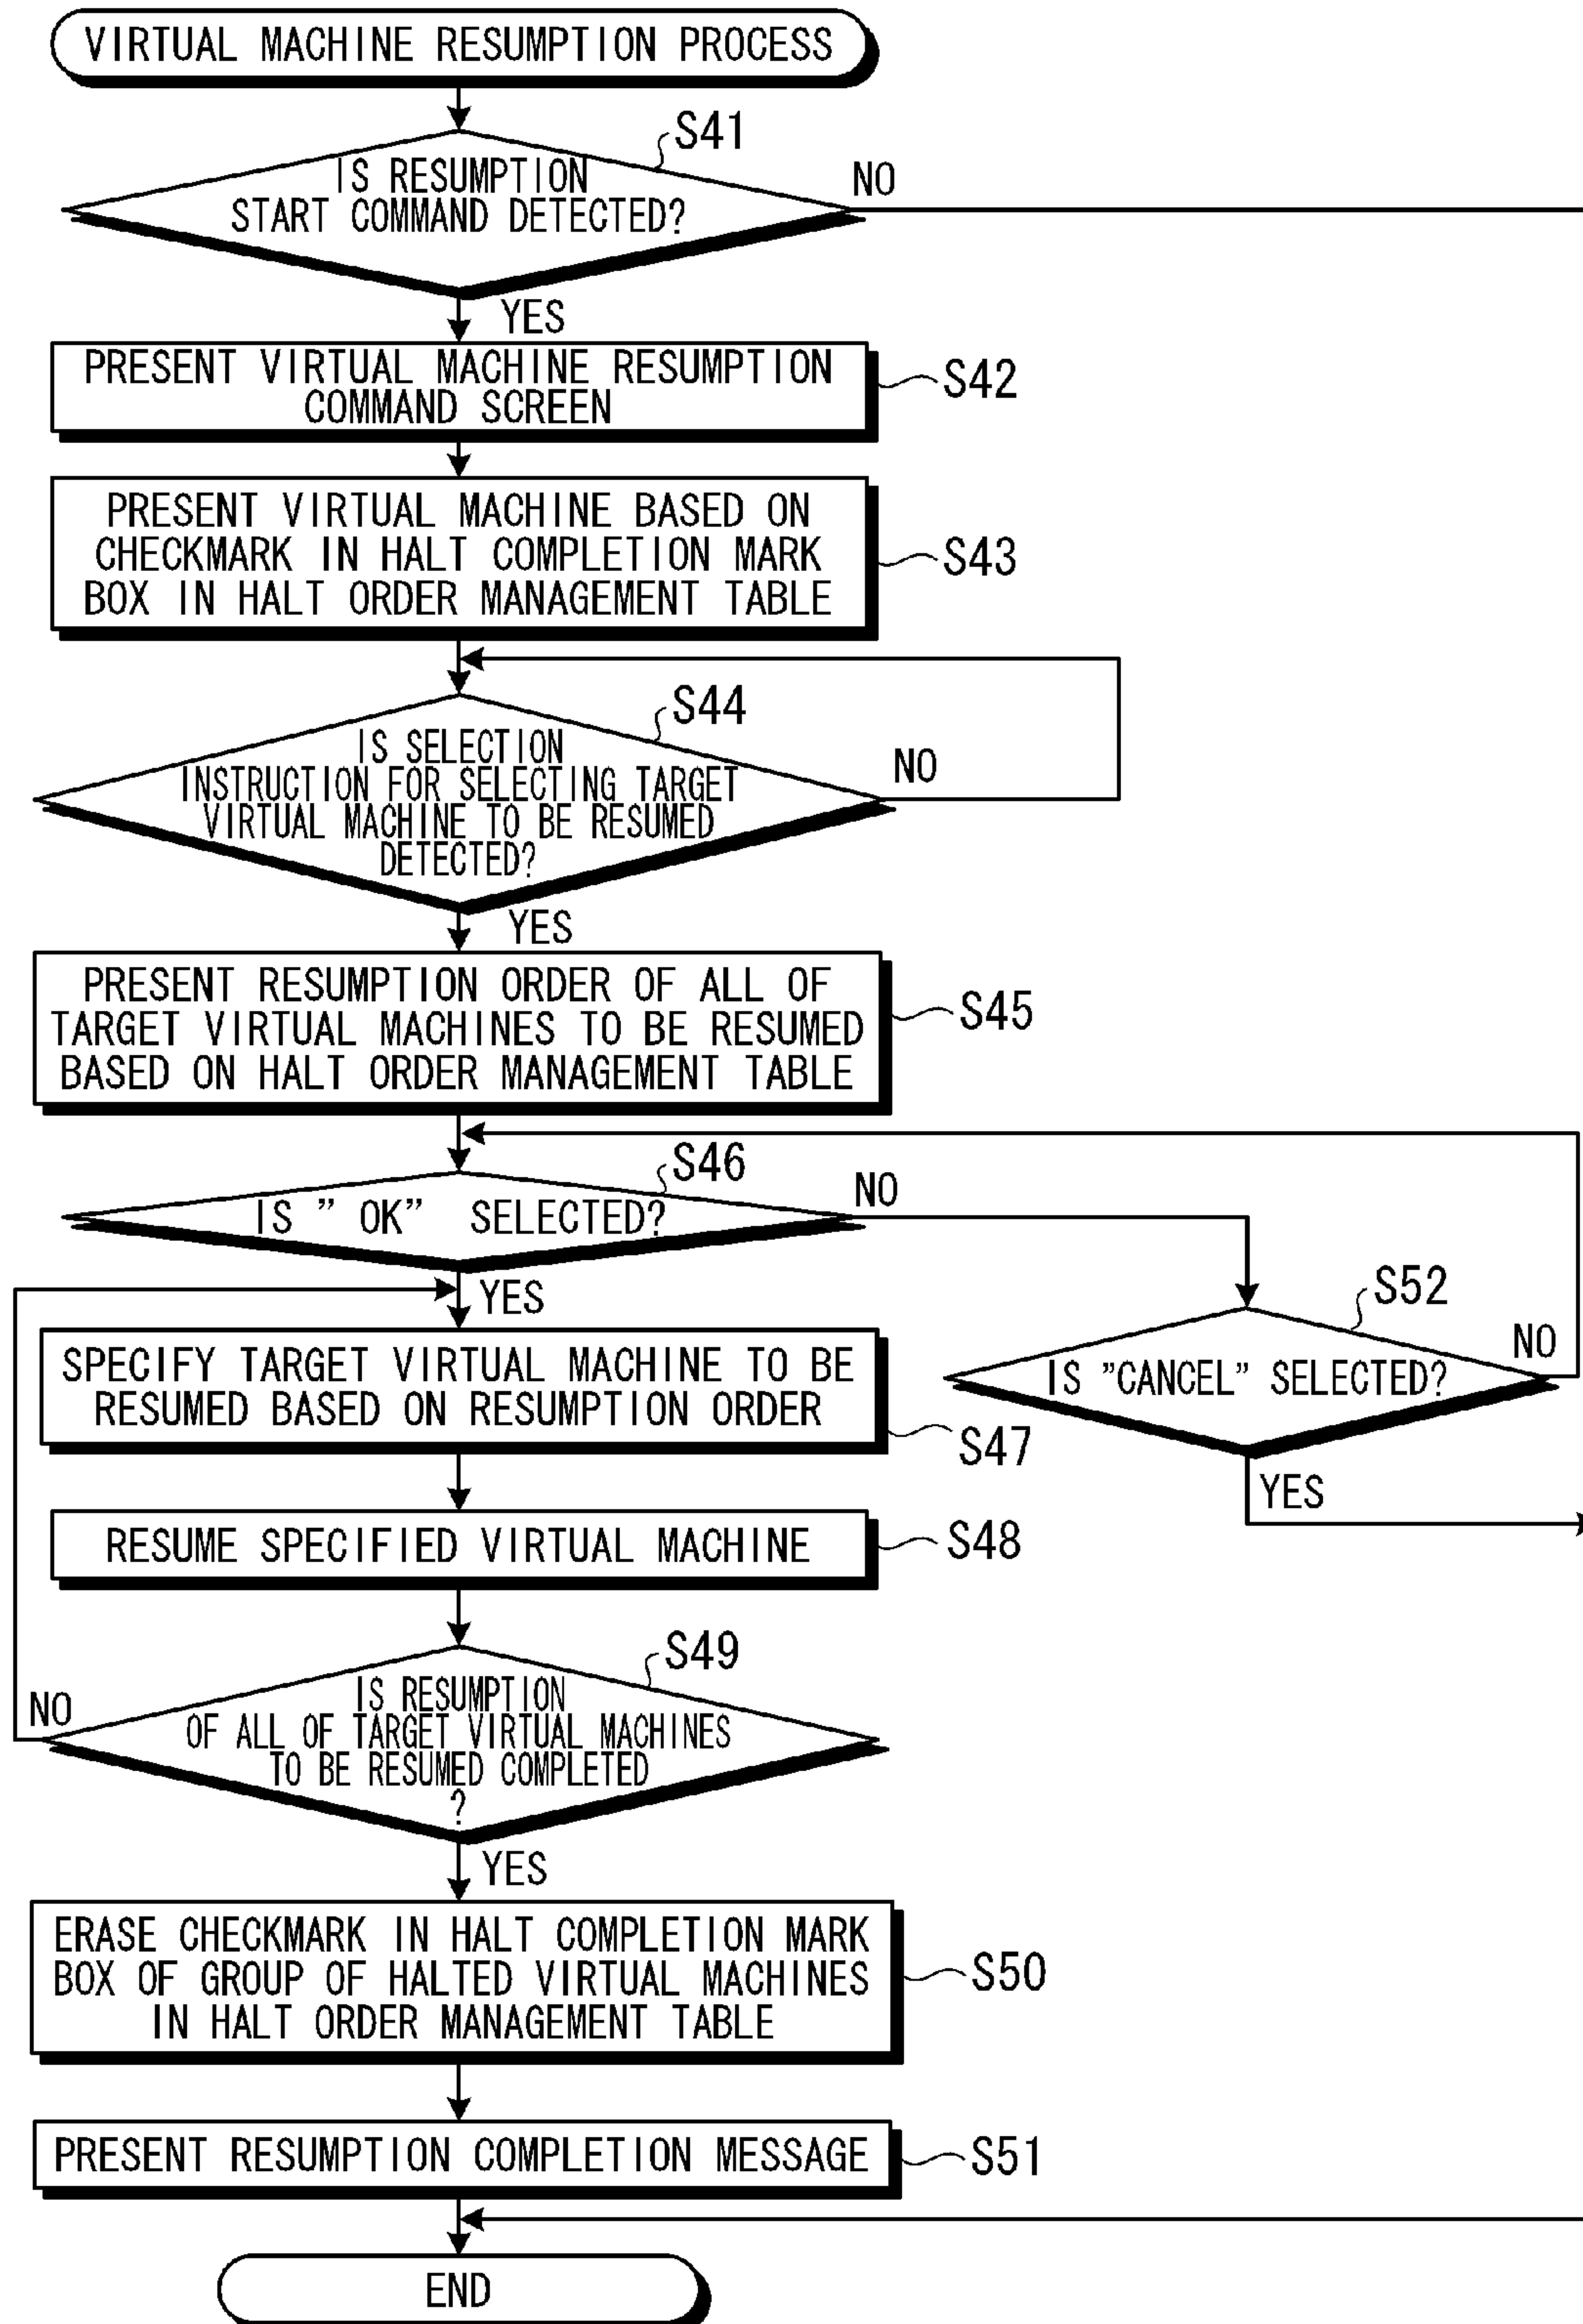 VIRTUAL MACHINE RESUMPTION PROCESS
S41
IS RESUMPTION
START COMMAND DETECTED?
NO
YES
PRESENT VIRTUAL MACHINE RESUMPTION
COMMAND SCREEN
S42
PRESENT VIRTUAL MACHINE BASED ON
CHECKMARK IN HALT COMPLETION MARK
BOX IN HALT ORDER MANAGEMENT TABLE
S43
S44
IS SELECTION
INSTRUCTION FOR SELECTING TARGET
VIRTUAL MACHINE TO BE RESUMED
DETECTED?
NO
YES
PRESENT RESUMPTION ORDER OF ALL OF
TARGET VIRTUAL MACHINES TO BE RESUMED
BASED ON HALT ORDER MANAGEMENT TABLE
S45
S46
IS ” OK” SELECTED?
NO
YES
S52
IS ”CANCEL” SELECTED?
NO
YES
SPECIFY TARGET VIRTUAL MACHINE TO BE
RESUMED BASED ON RESUMPTION ORDER
S47
RESUME SPECIFIED VIRTUAL MACHINE
S48
S49
IS RESUMPTION
OF ALL OF TARGET VIRTUAL MACHINES
TO BE RESUMED COMPLETED
?
NO
YES
ERASE CHECKMARK IN HALT COMPLETION MARK
BOX OF GROUP OF HALTED VIRTUAL MACHINES
IN HALT ORDER MANAGEMENT TABLE
S50
PRESENT RESUMPTION COMPLETION MESSAGE
S51
END